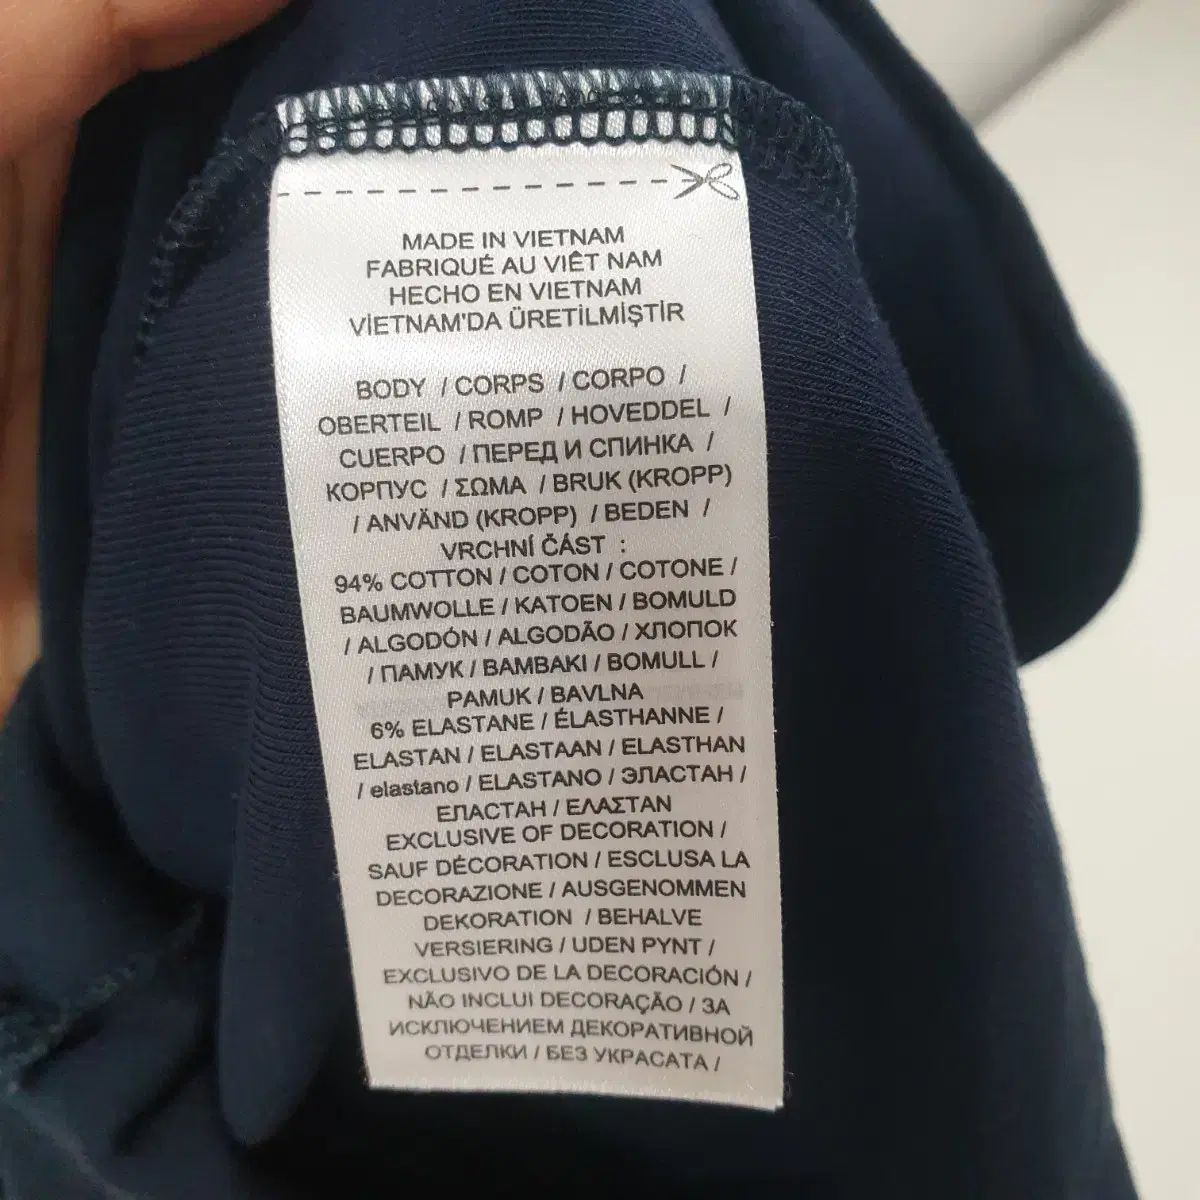 MADE IN VIETNAM
FABRIQUÉ AU VIÊT NAM
HECHO EN VIETNAM
VİETNAM'DA ÜRETİLMİŞTİR
BODY / CORPS / CORPO /
OBERTEIL / ROMP / HOVEDDEL /
CUERPO / ПЕРЕД И СПИНКА /
КОРПУС / ΣΩΜΑ / BRUK (KROPP)
/ ANVÄND (KROPP) / BEDEN /
VRCHNÍ ČÁST :
94% COTTON / COTON / COTONE /
BAUMWOLLE / KATOEN / BOMULD
/ ALGODÓN / ALGODÃO / ХЛОПОК
/ ПАМУК / BAMBAKI / BOMULL /
PAMUK / BAVLNA
6% ELASTANE / ÉLASTHANNE /
ELASTAN / ELASTAAN / ELASTHAN
/ elastano / ELASTANO / ЭЛАСТАН /
ЕЛАСТАН / ΕΛΑΣΤΑΝ
EXCLUSIVE OF DECORATION /
SAUF DÉCORATION / ESCLUSA LA
DECORAZIONE / AUSGENOMMEN
DEKORATION / BEHALVE
VERSIERING / UDEN PYNT /
EXCLUSIVO DE LA DECORACIÓN /
NÃO INCLUI DECORAÇÃO / ЗА
ИСКЛЮЧЕНИЕМ ДЕКОРАТИВНОЙ
ОТДЕЛКИ / БЕЗ УКРАСАТА /